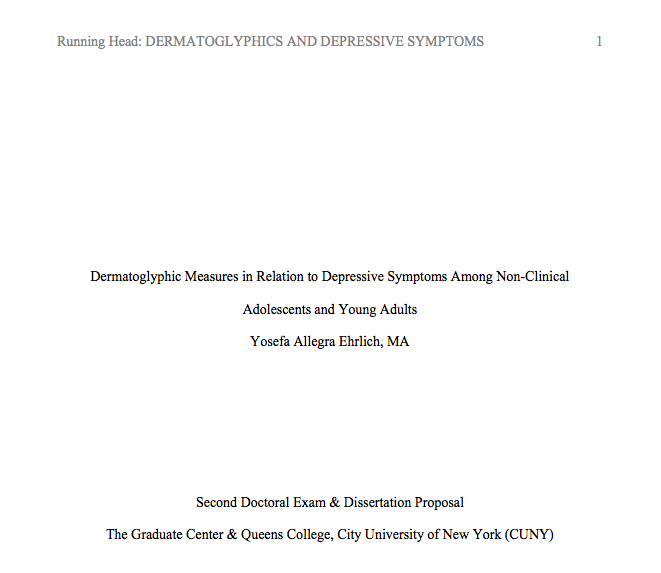 Running Head: DERMATOGLYPHICS AND DEPRESSIVE SYMPTOMS 1
Dermatoglyphic Measures in Relation to Depressive Symptoms Among Non-Clinical
Adolescents and Young Adults
Yosefa Allegra Ehrlich, MA
Second Doctoral Exam & Dissertation Proposal
The Graduate Center & Queens College, City University of New York (CUNY)